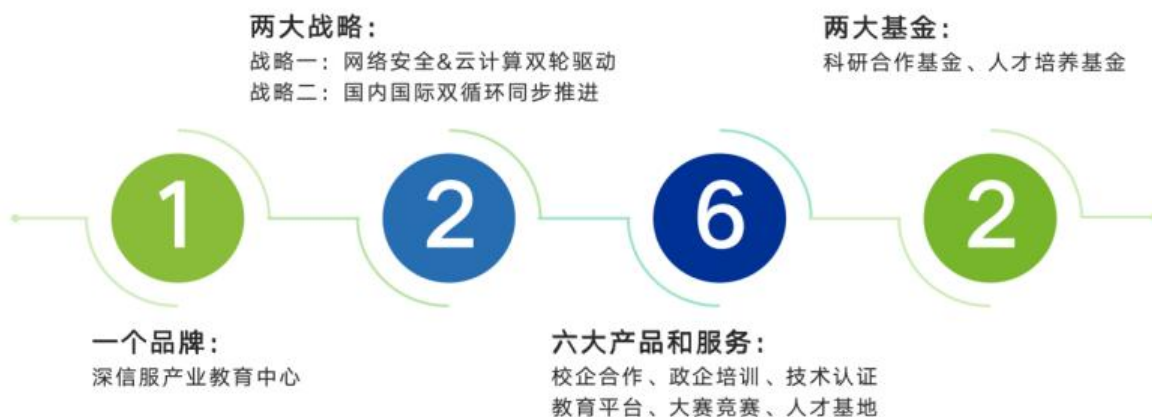 两大战略：
战略一：网络安全&云计算双轮驱动
战略二：国内国际双循环同步推进
两大基金：
科研合作基金、人才培养基金
1
2
6
2
一个品牌：
深信服产业教育中心
六大产品和服务：
校企合作、政企培训、技术认证
教育平台、大赛竞赛、人才基地